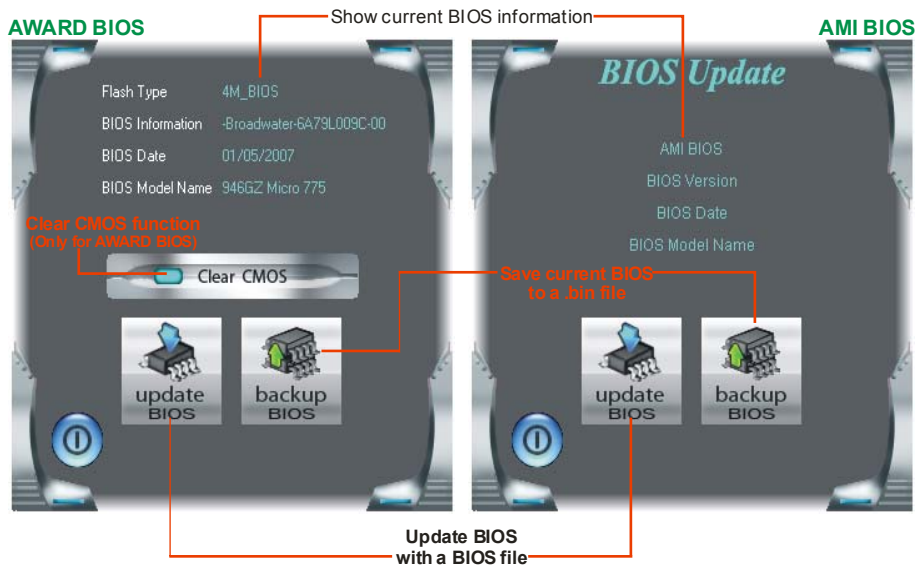 Show current BIOS information
AWARD BIOS
AMI BIOS
Flash Type 4M_BIOS
BIOS Information -Broadwater-6A79L009C-00
BIOS Date 01/05/2007
BIOS Model Name 946GZ Micro 775
Clear CMOS function
(Only for AWARD BIOS)
Clear CMOS
update
BIOS
backup
BIOS
BIOS Update
AMI BIOS
BIOS Version
BIOS Date
BIOS Model Name
Save current BIOS
to a .bin file
update
BIOS
backup
BIOS
Update BIOS
with a BIOS file